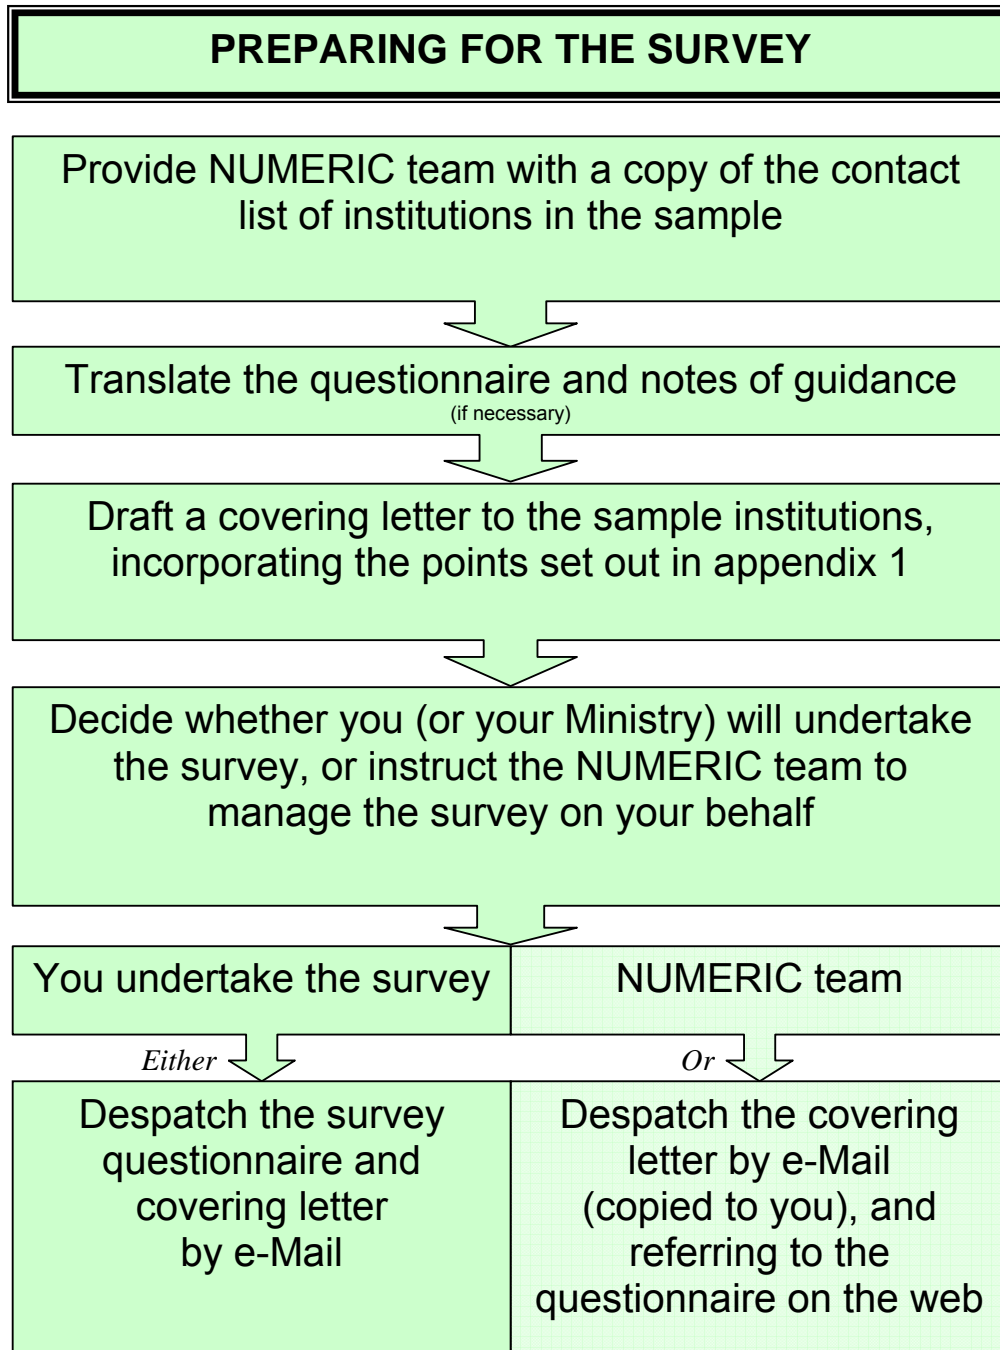 PREPARING FOR THE SURVEY
Provide NUMERIC team with a copy of the contact
list of institutions in the sample
Translate the questionnaire and notes of guidance
(if necessary)
Draft a covering letter to the sample institutions,
incorporating the points set out in appendix 1
Decide whether you (or your Ministry) will undertake
the survey, or instruct the NUMERIC team to
manage the survey on your behalf
You undertake the survey
NUMERIC team
Either
Or
Despatch the survey
questionnaire and
covering letter
by e-Mail
Despatch the covering
letter by e-Mail
(copied to you), and
referring to the
questionnaire on the web